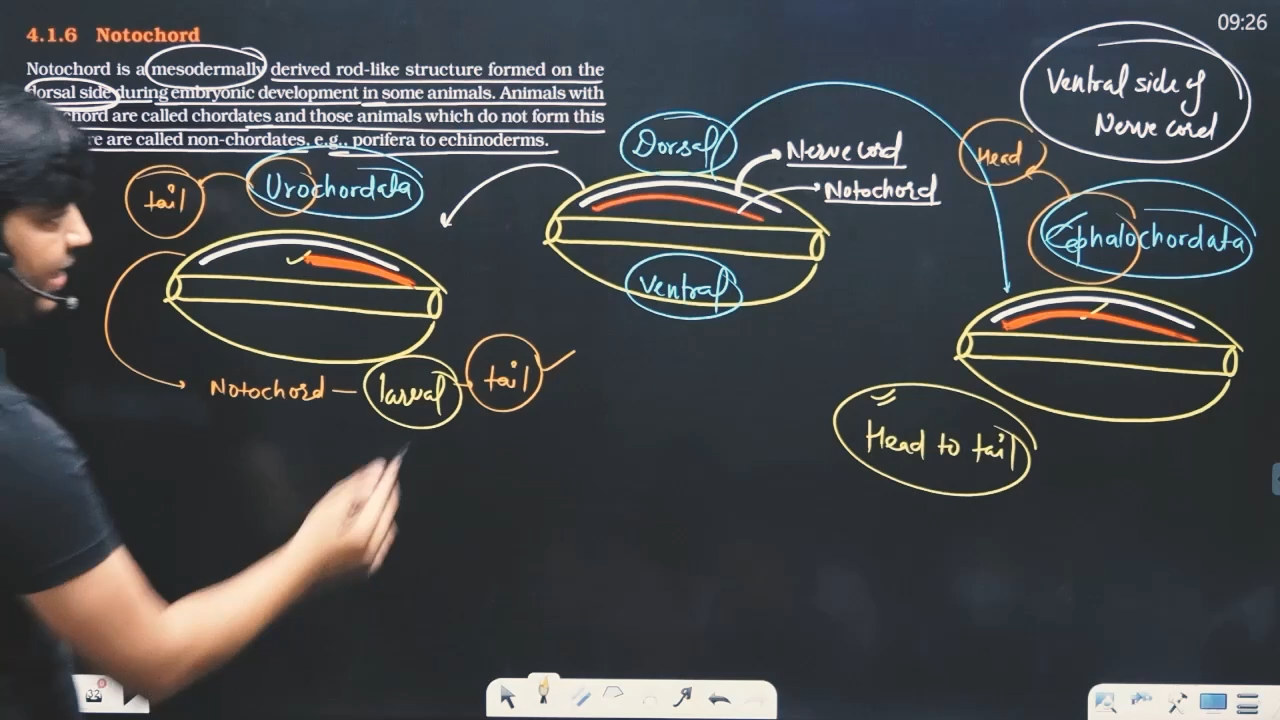 09:26
4.1.6 Notochord
Notochord is a mesodermally derived rod-like structure formed on the
dorsal side during embryonic development in some animals. Animals with
chord are called chordates and those animals which do not form this
re are called non-chordates, e.g., porifera to echinoderms.
Ventral side of
Nerve cord
Dorsal
Nerve cord
Notochord
Head
tail
Urochordata
Cephalochordata
Ventral
Notochord — larval - tail
Head to tail
33